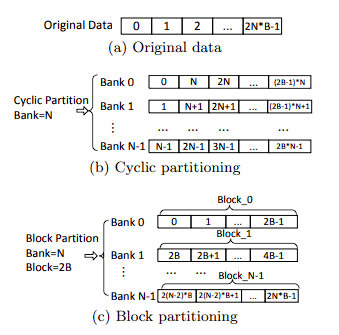 Original Data 0 1 2 ... 2N*B-1
(a) Original data
Bank 0 0 N 2N ... (2B-1)*N
Cyclic Partition
Bank=N
Bank 1 1 N+1 2N+1 ... (2B-1)*N+1
⋮ ... ... ...
Bank N-1 N-1 2N-1 3N-1 ... 2B*N-1
(b) Cyclic partitioning
Block_0
Bank 0 0 1 ... 2B-1
Block_1
Block Partition
Bank=N
Block=2B
Bank 1 2B 2B+1 ... 4B-1
⋮ ... ... Block_N-1
Bank N-1 2(N-2)*B 2(N-2)*B+1 ... 2N*B-1
(c) Block partitioning